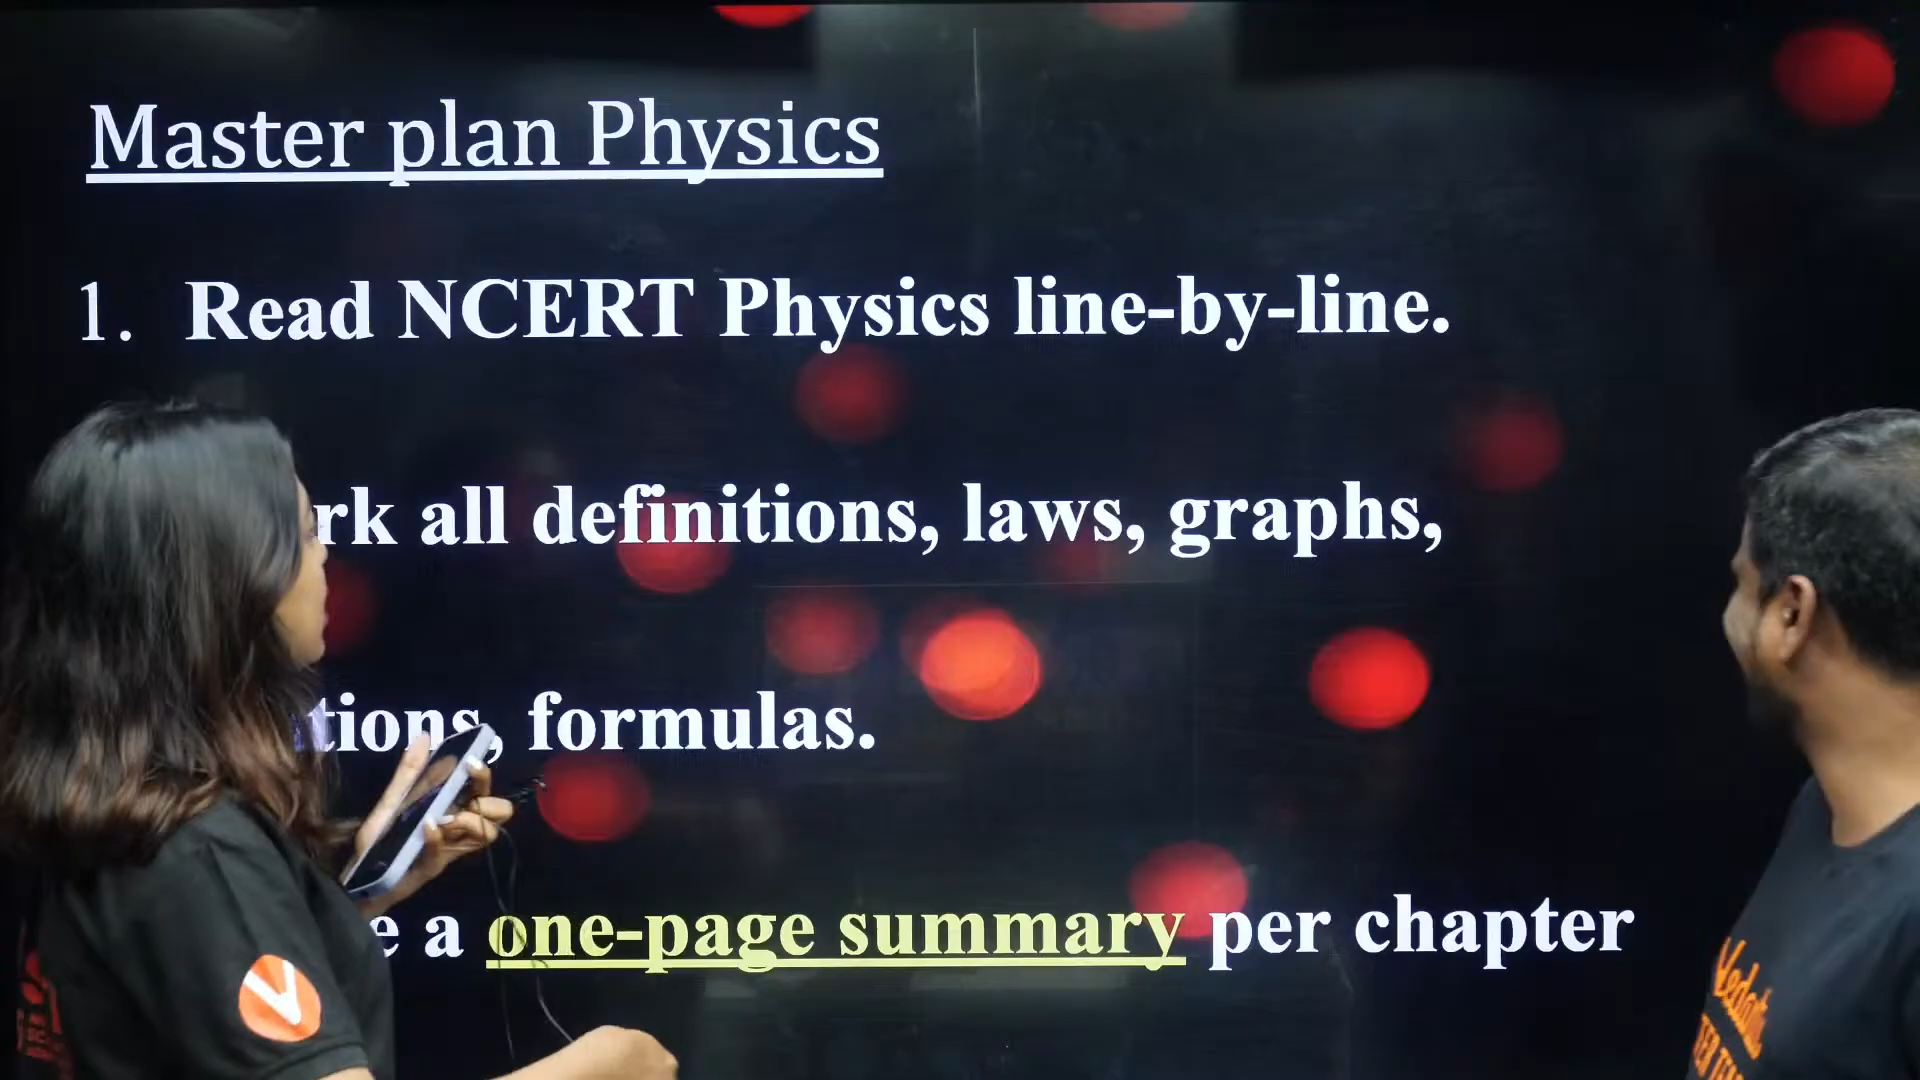 Master plan Physics
1. Read NCERT Physics line-by-line.
rk all definitions, laws, graphs,
tions, formulas.
e a one-page summary per chapter